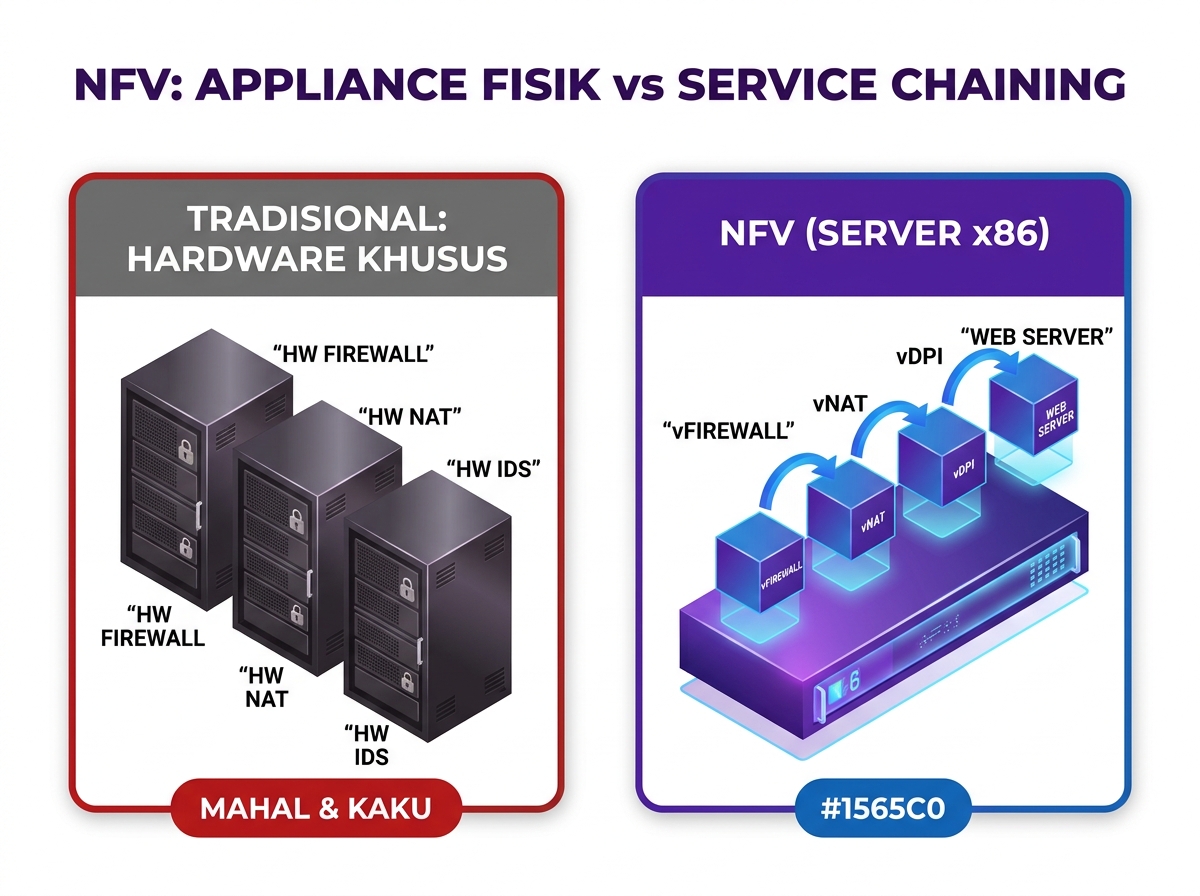 NFV: APPLIANCE FISIK vs SERVICE CHAINING
TRADISIONAL:
HARDWARE KHUSUS
“HW FIREWALL”
“HW NAT”
“HW IDS”
“HW
FIREWALL
“HW
NAT
“HW
IDS
MAHAL & KAKU
NFV (SERVER x86)
“WEB SERVER”
vDPI
vNAT
“vFIREWALL”
WEB
SERVER
vDPI
vNAT
vFIREWALL
6
#1565C0